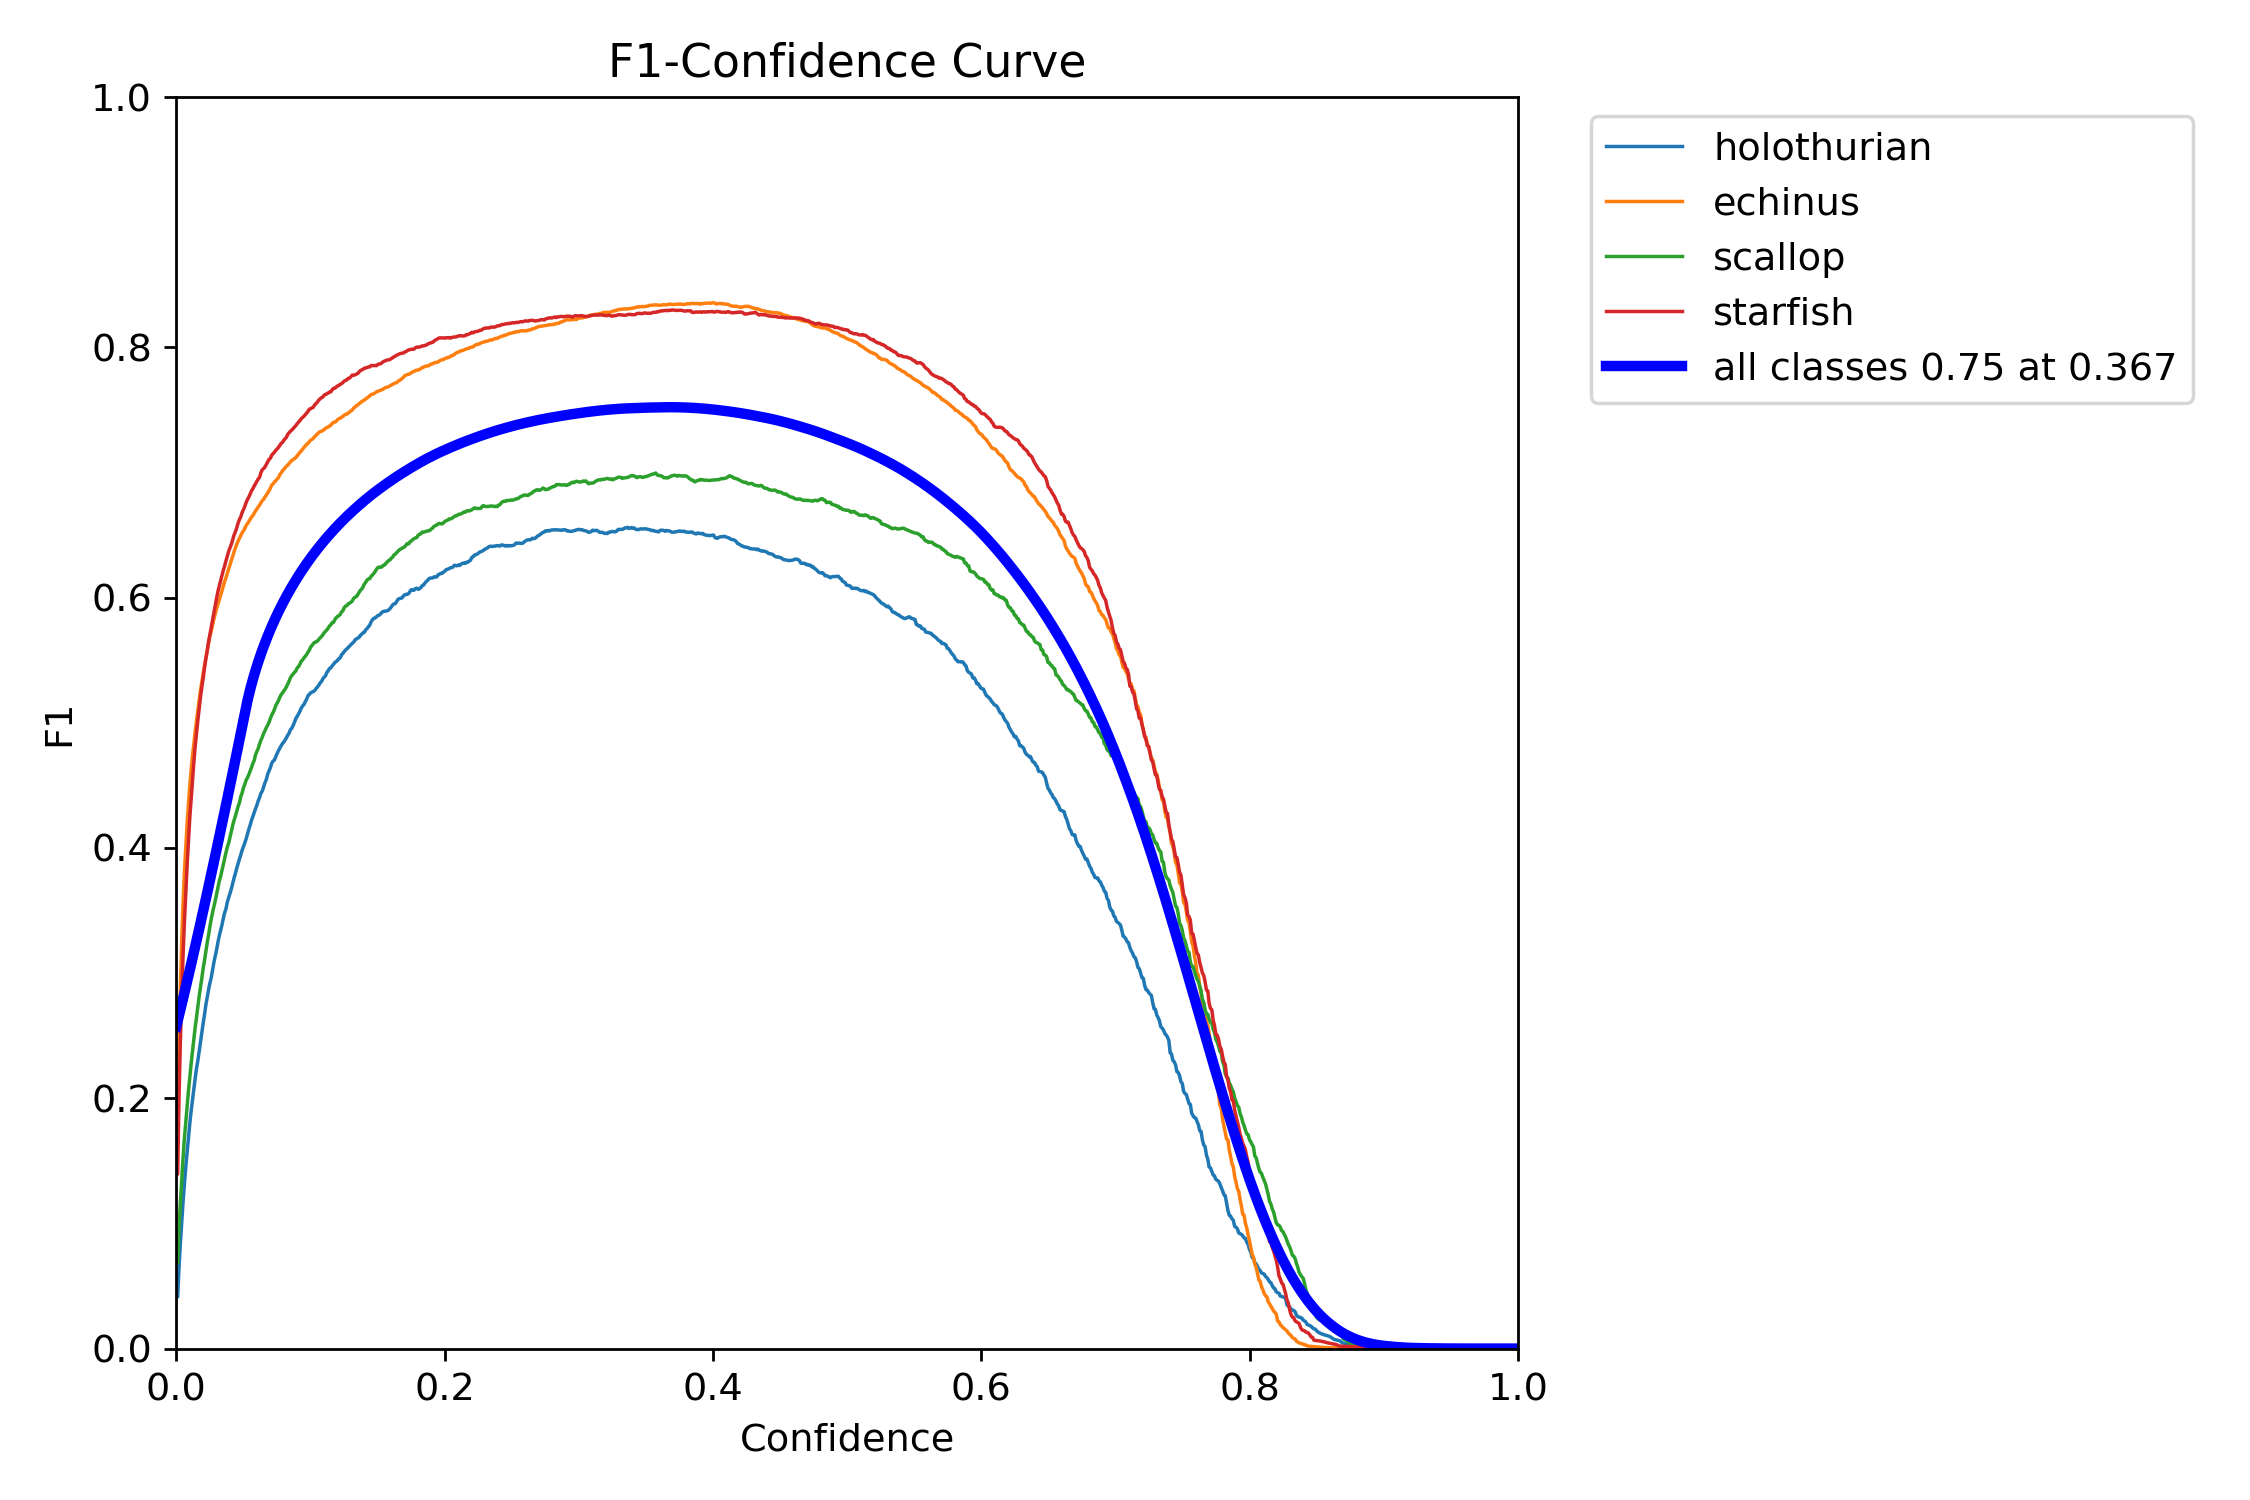 F1-Confidence Curve
1.0
0.8
0.6
0.4
0.2
0.0
F1
0.0 0.2 0.4 0.6 0.8 1.0
Confidence
holothurian
echinus
scallop
starfish
all classes 0.75 at 0.367